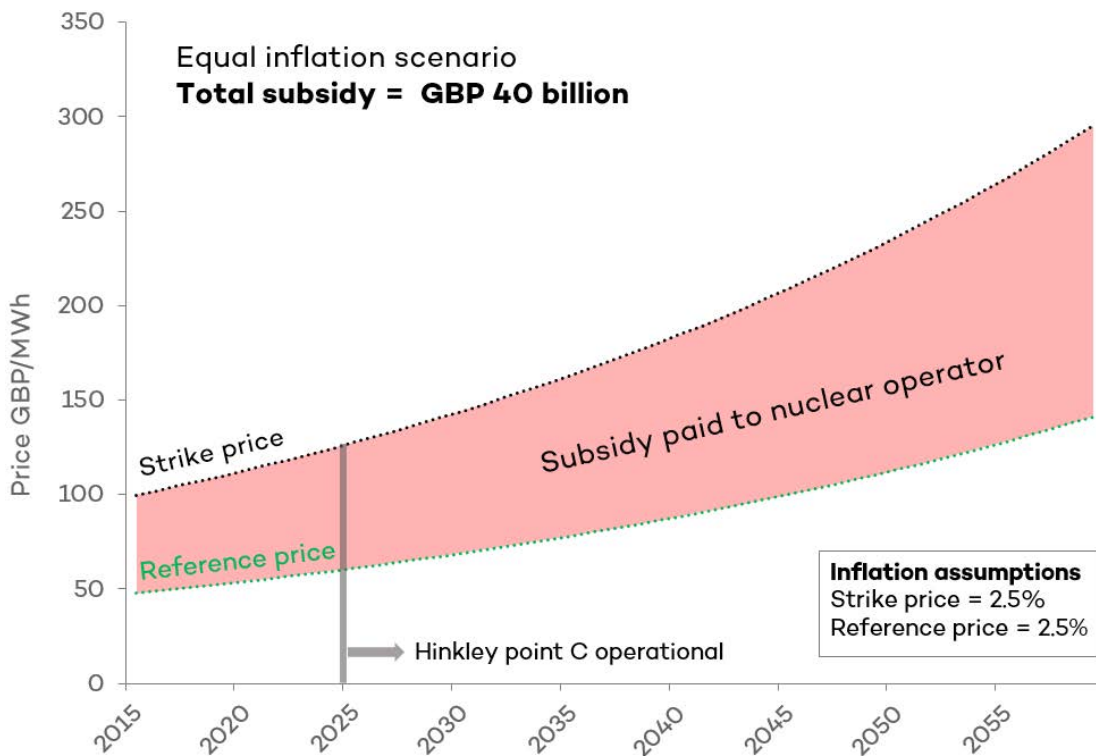 Equal inflation scenario
Total subsidy = GBP 40 billion
Price GBP/MWh
350
300
250
200
150
100
50
0
Strike price
Reference price
Subsidy paid to nuclear operator
Hinkley point C operational
Inflation assumptions
Strike price = 2.5%
Reference price = 2.5%
2015
2020
2025
2030
2035
2040
2045
2050
2055